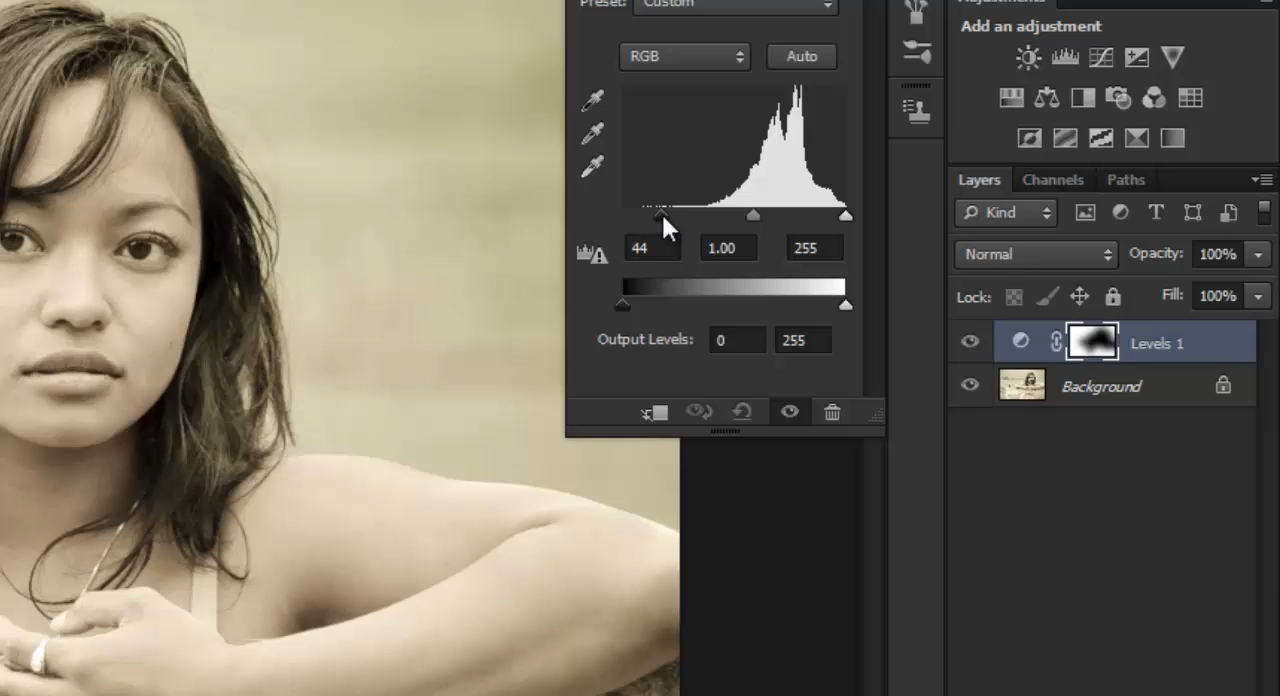 Preset: Custom
RGB Auto
44 1.00 255
Output Levels: 0 255
Adjustments
Add an adjustment
Layers Channels Paths
Kind T
Normal Opacity: 100%
Lock: Fill: 100%
Levels 1
Background